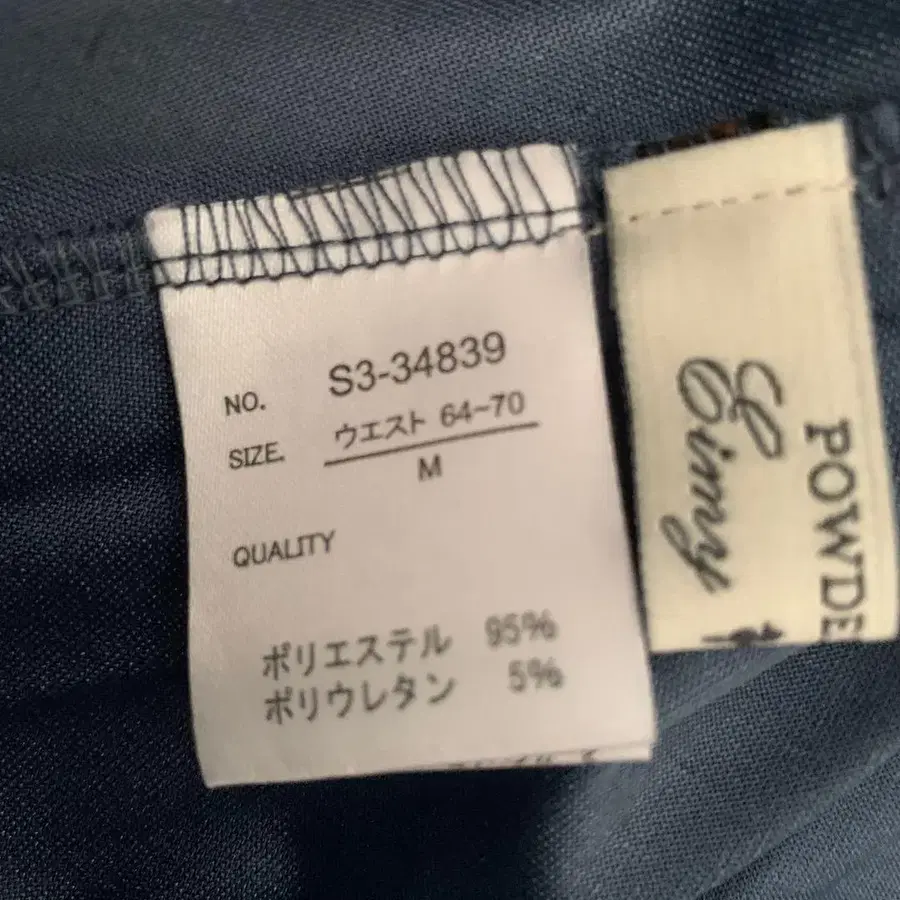 NO. S3-34839
SIZE. ウエスト 64-70
M
QUALITY
ポリエステル 95%
ポリウレタン 5%
POWDE